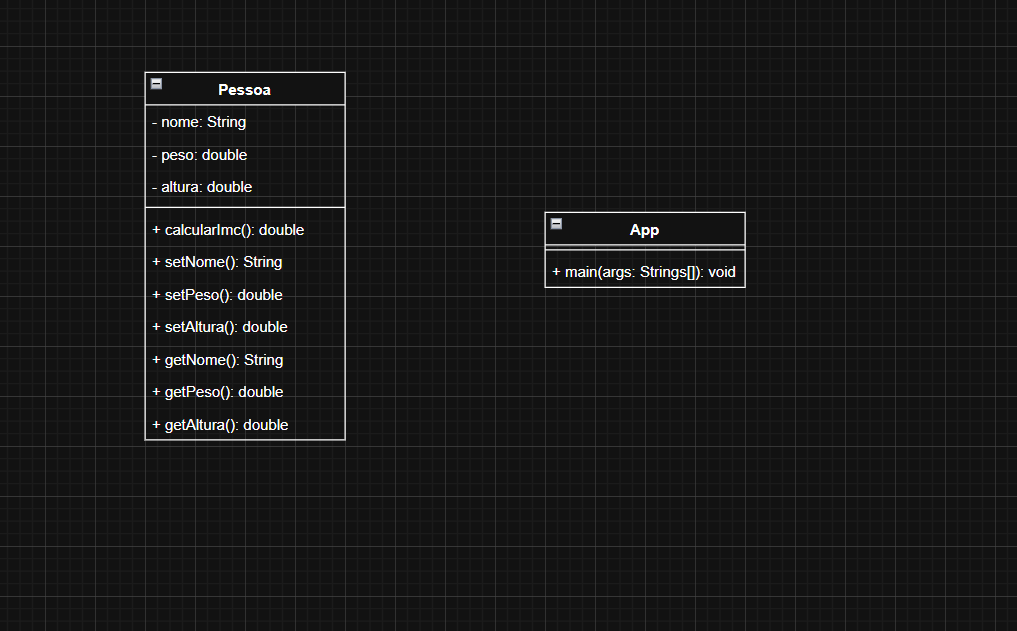 Pessoa
- nome: String
- peso: double
- altura: double
+ calcularImc(): double
+ setNome(): String
+ setPeso(): double
+ setAltura(): double
+ getNome(): String
+ getPeso(): double
+ getAltura(): double
App
+ main(args: Strings[]): void